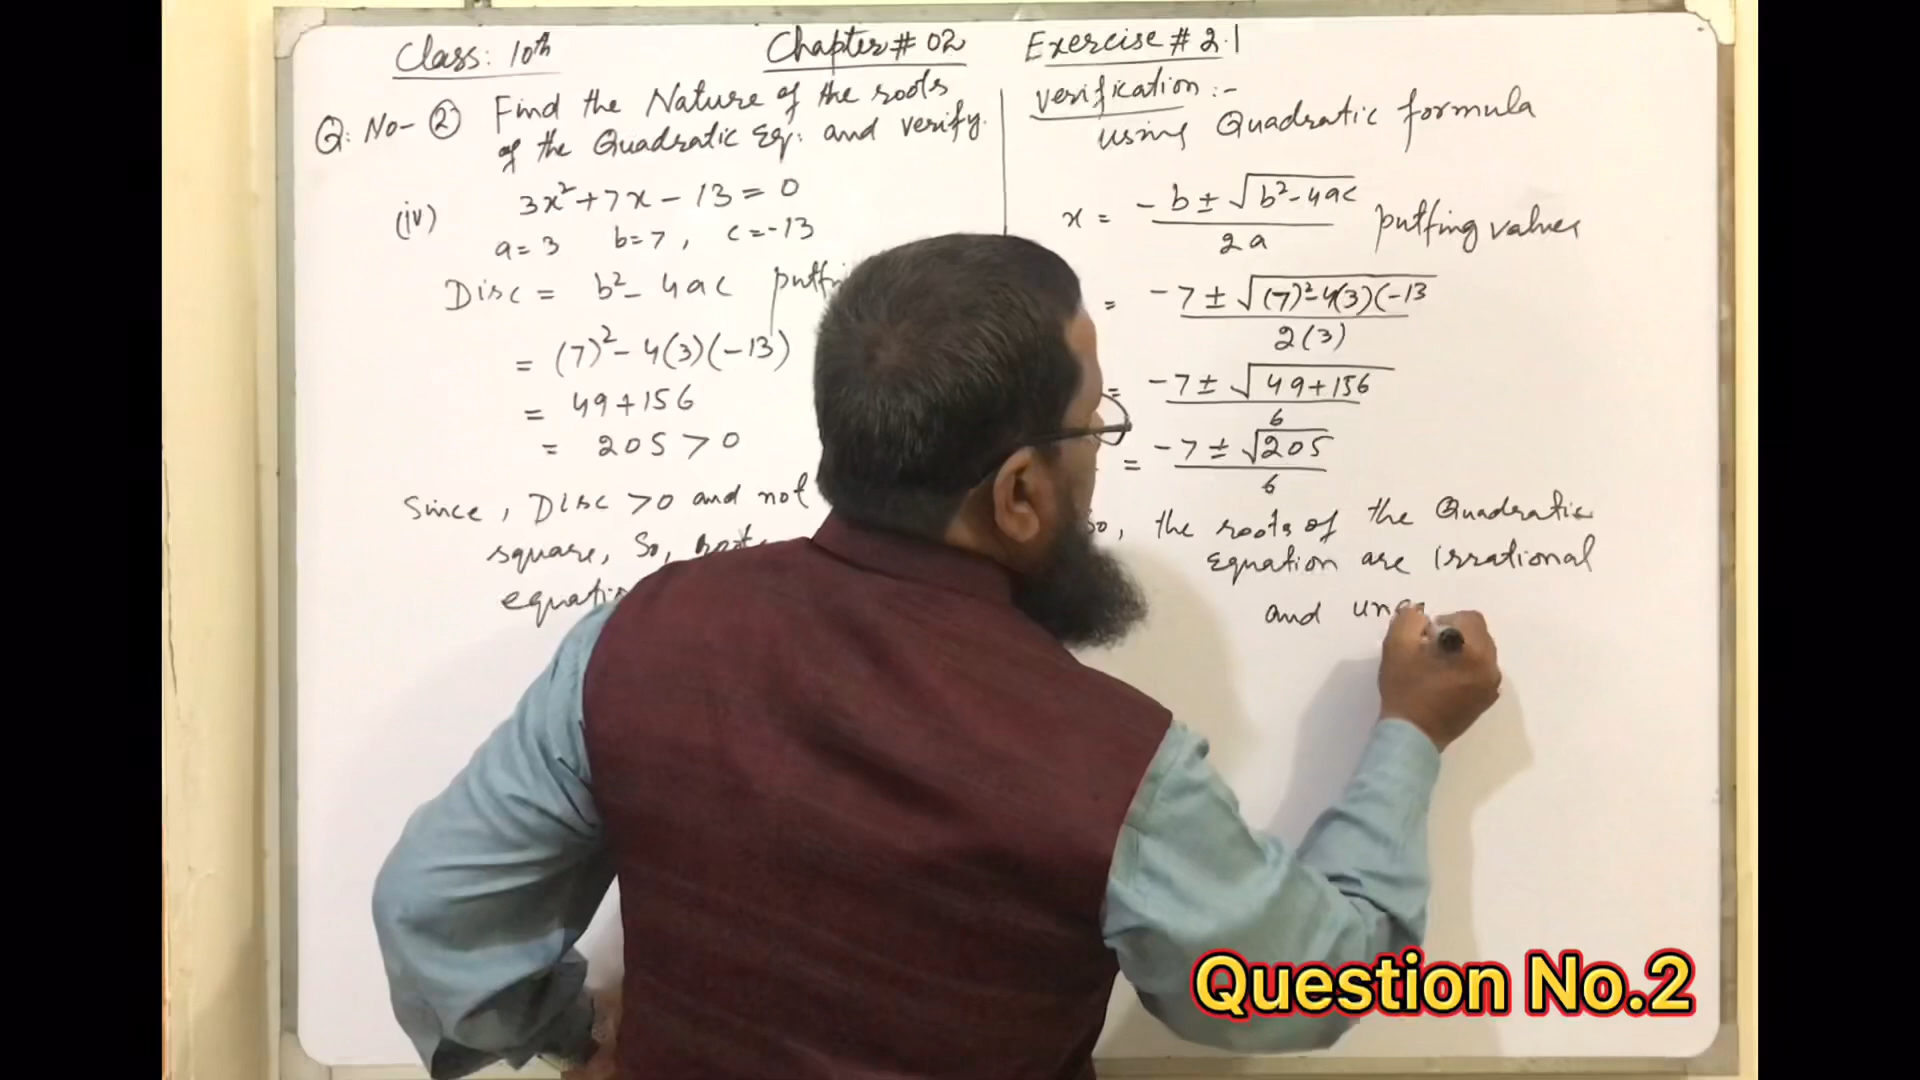 Class: 10th
Chapter # 02
Exercise # 2.1
Q: No- ② Find the Nature of the roots
of the Quadratic Eq: and verify.
(iv) 3x²+7x-13=0
a=3 b=7, c=-13
Disc = b²-4ac
= (7)²-4(3)(-13)
= 49+156
= 205 > 0
Since, Disc >0 and not
square, So,
verification:-
using Quadratic formula
x = -b±√b²-4ac / 2a putting values
= -7±√(7)²-4(3)(-13 / 2(3)
= -7±√49+156 / 6
= -7±√205 / 6
So, the roots of the Quadratic
Equation are irrational
and
Question No.2